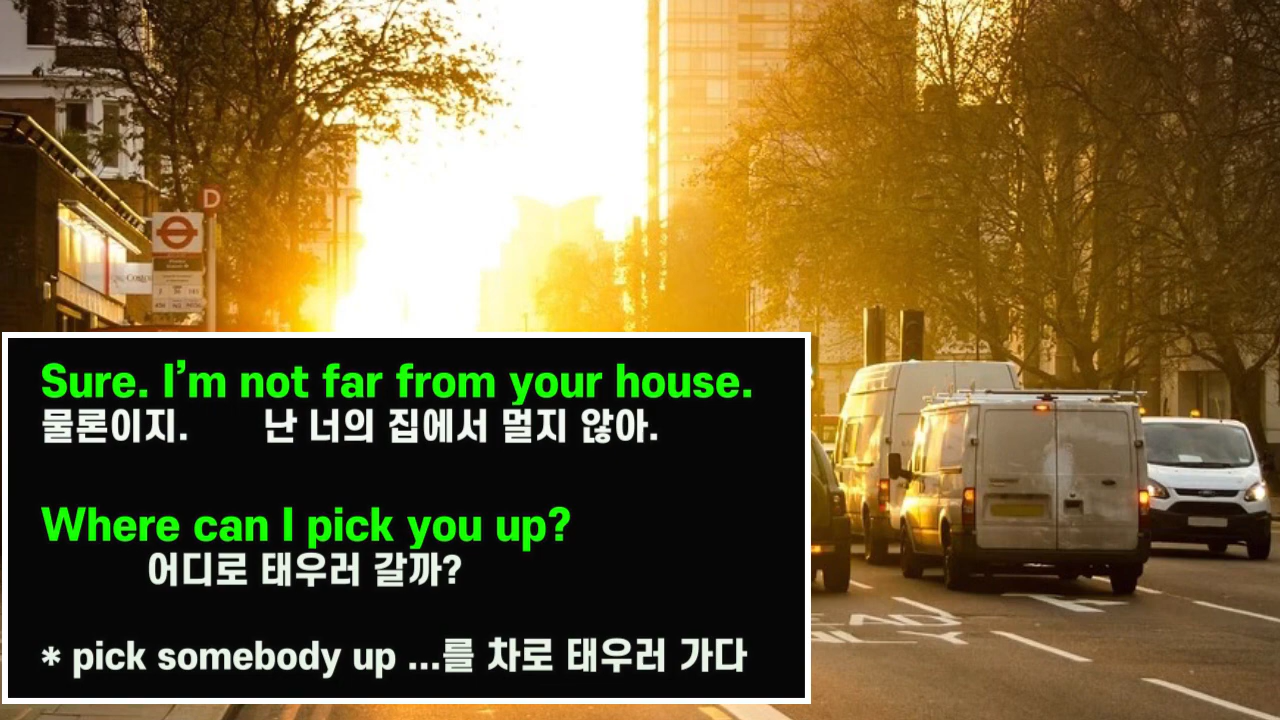 D
Sure. I’m not far from your house.
물론이지. 난 너의 집에서 멀지 않아.
Where can I pick you up?
어디로 태우러 갈까?
* pick somebody up ...를 차로 태우러 가다